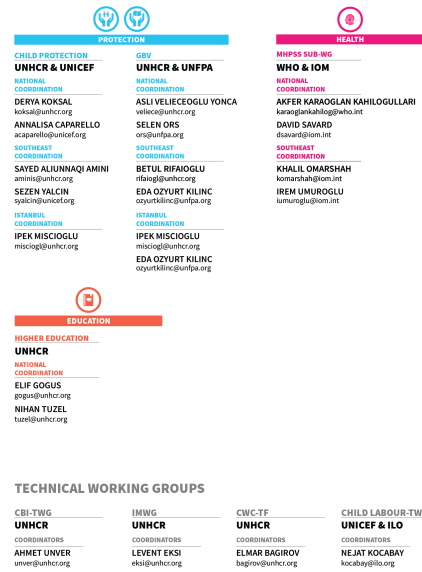 PROTECTION
CHILD PROTECTION
UNHCR & UNICEF
NATIONAL
COORDINATION
DERYA KOKSAL
koksal@unhcr.org
ANNALISA CAPARELLO
acaparello@unicef.org
SOUTHEAST
COORDINATION
SAYED ALIUNNAQI AMINI
aminis@unhcr.org
SEZEN YALCIN
syalcin@unicef.org
ISTANBUL
COORDINATION
IPEK MISCIOGLU
misciogl@unhcr.org
GBV
UNHCR & UNFPA
NATIONAL
COORDINATION
ASLI VELIECEOGLU YONCA
veliece@unhcr.org
SELEN ORS
ors@unfpa.org
SOUTHEAST
COORDINATION
BETUL RIFAIOGLU
rifaiogl@unhcr.org
EDA OZYURT KILINC
ozyurtkilinc@unfpa.org
ISTANBUL
COORDINATION
IPEK MISCIOGLU
misciogl@unhcr.org
EDA OZYURT KILINC
ozyurtkilinc@unfpa.org
HEALTH
MHPSS SUB-WG
WHO & IOM
NATIONAL
COORDINATION
AKFER KARAOGLAN KAHILOGULLARI
karaoglankahilog@who.int
DAVID SAVARD
dsavard@iom.int
SOUTHEAST
COORDINATION
KHALIL OMARSHAH
komarshah@iom.int
IREM UMUROGLU
iumuroglu@iom.int
EDUCATION
HIGHER EDUCATION
UNHCR
NATIONAL
COORDINATION
ELIF GOGUS
gogus@unhcr.org
NIHAN TUZEL
tuzel@unhcr.org
TECHNICAL WORKING GROUPS
CBI-TWG
UNHCR
COORDINATORS
AHMET UNVER
unver@unhcr.org
IMWG
UNHCR
COORDINATORS
LEVENT EKSI
eksi@unhcr.org
CWC-TF
UNHCR
COORDINATORS
ELMAR BAGIROV
bagirov@unhcr.org
CHILD LABOUR-TW
UNICEF & ILO
COORDINATORS
NEJAT KOCABAY
kocabay@ilo.org